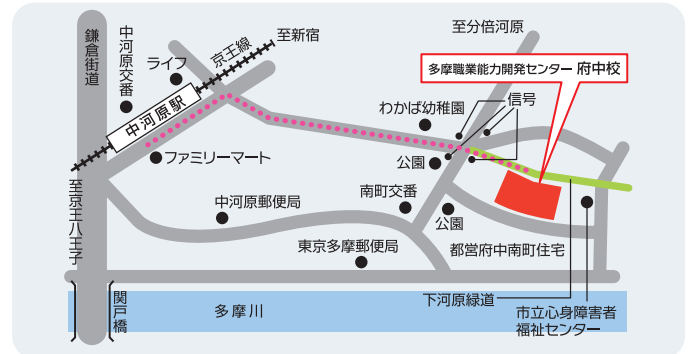 鎌倉街道
中河原交番
ライフ
京王線
至新宿
至分倍河原
多摩職業能力開発センター 府中校
中河原駅
わかば幼稚園
信号
ファミリーマート
公園
至京王八王子
中河原郵便局
南町交番
公園
東京多摩郵便局
都営府中南町住宅
関戸橋
多摩川
下河原緑道
市立心身障害者
福祉センター